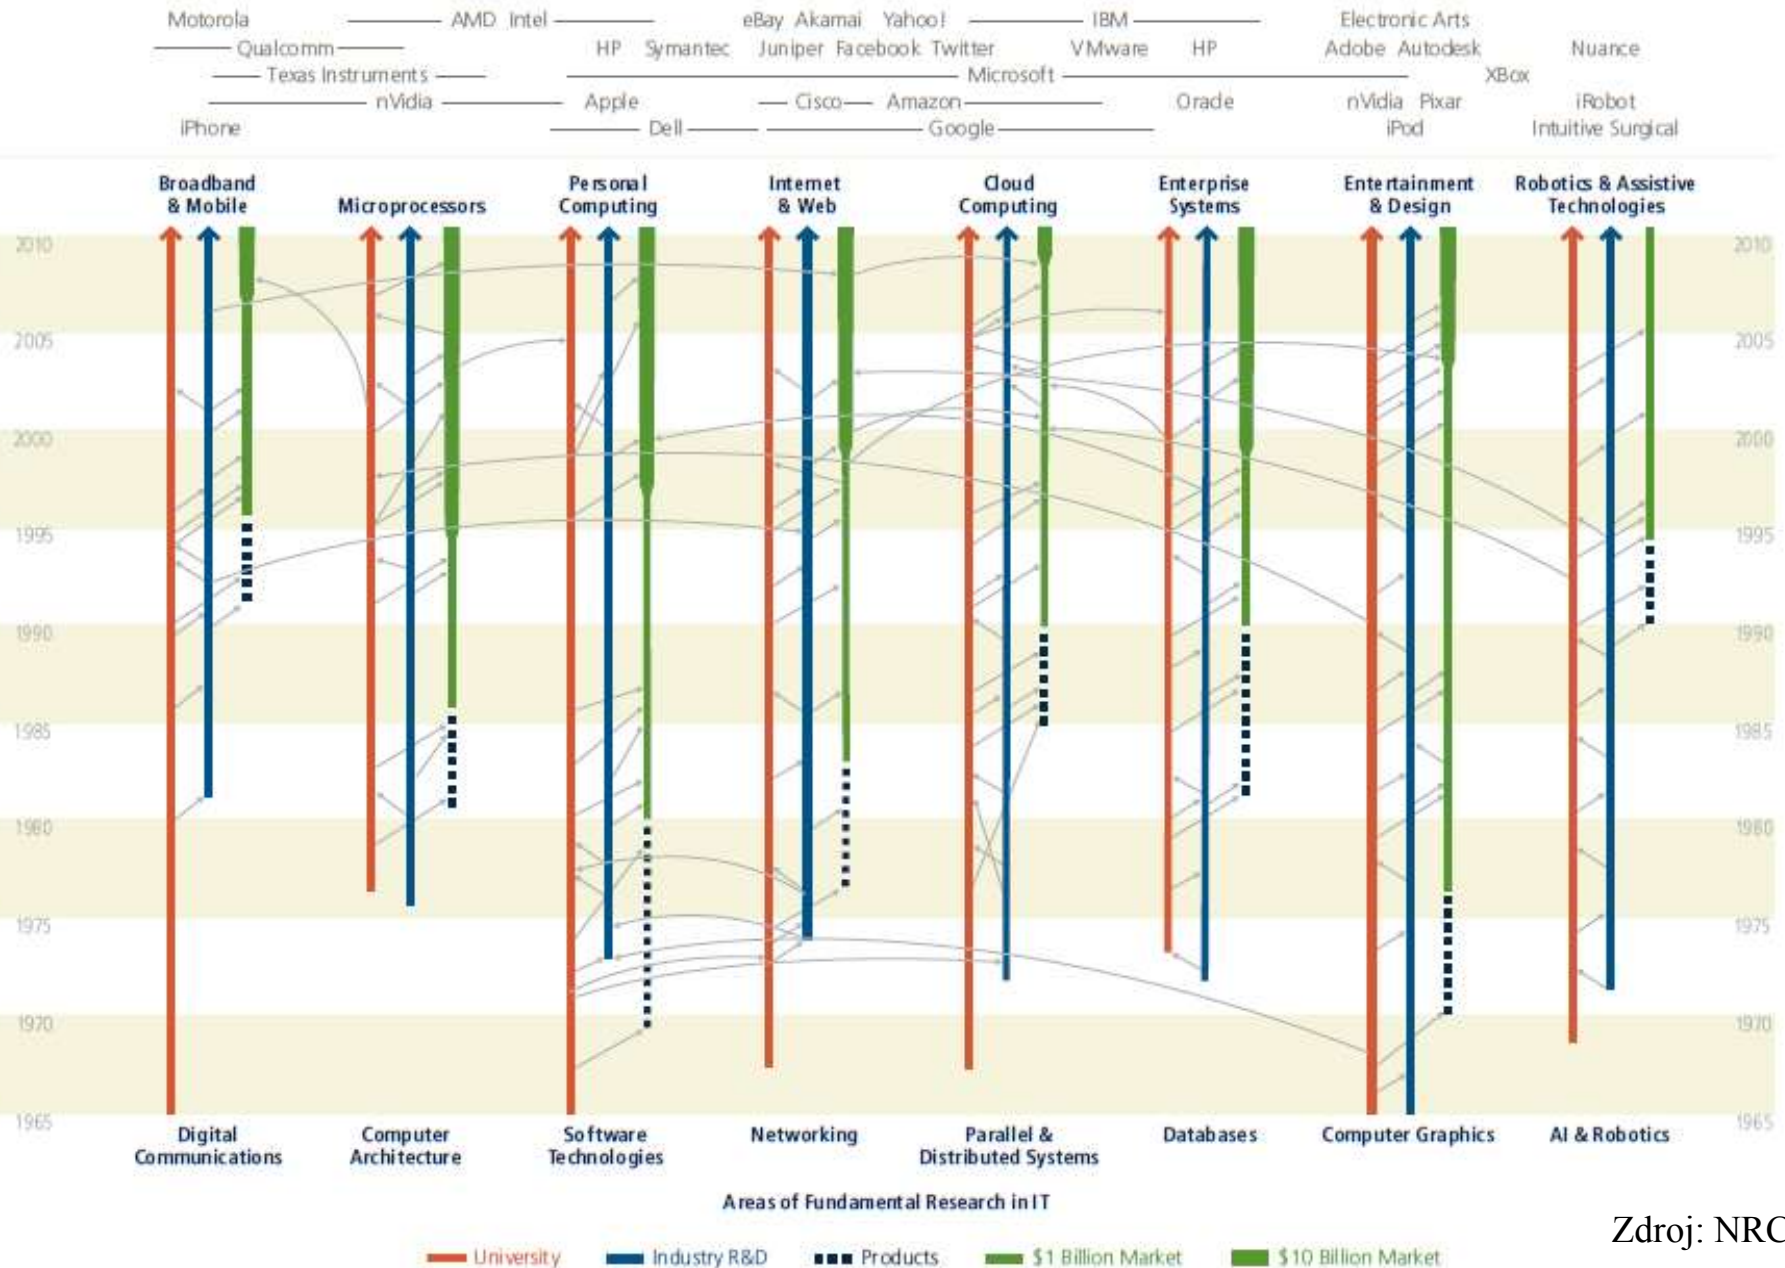 Motorola AMD Intel eBay Akamai Yahoo! IBM Electronic Arts
Qualcomm HP Symantec Juniper Facebook Twitter VMware HP Adobe Autodesk Nuance
Texas Instruments Microsoft XBox
nVidia Apple Cisco Amazon Oracle nVidia Pixar iRobot
iPhone Dell Google iPod Intuitive Surgical
Broadband
& Mobile
Microprocessors
Personal
Computing
Internet
& Web
Cloud
Computing
Enterprise
Systems
Entertainment
& Design
Robotics & Assistive
Technologies
2010 2010
2005 2005
2000 2000
1995 1995
1990 1990
1985 1985
1980 1980
1975 1975
1970 1970
1965 1965
Digital
Communications
Computer
Architecture
Software
Technologies
Networking
Parallel &
Distributed Systems
Databases
Computer Graphics
AI & Robotics
Areas of Fundamental Research in IT
Zdroj: NRC
University Industry R&D Products $1 Billion Market $10 Billion Market